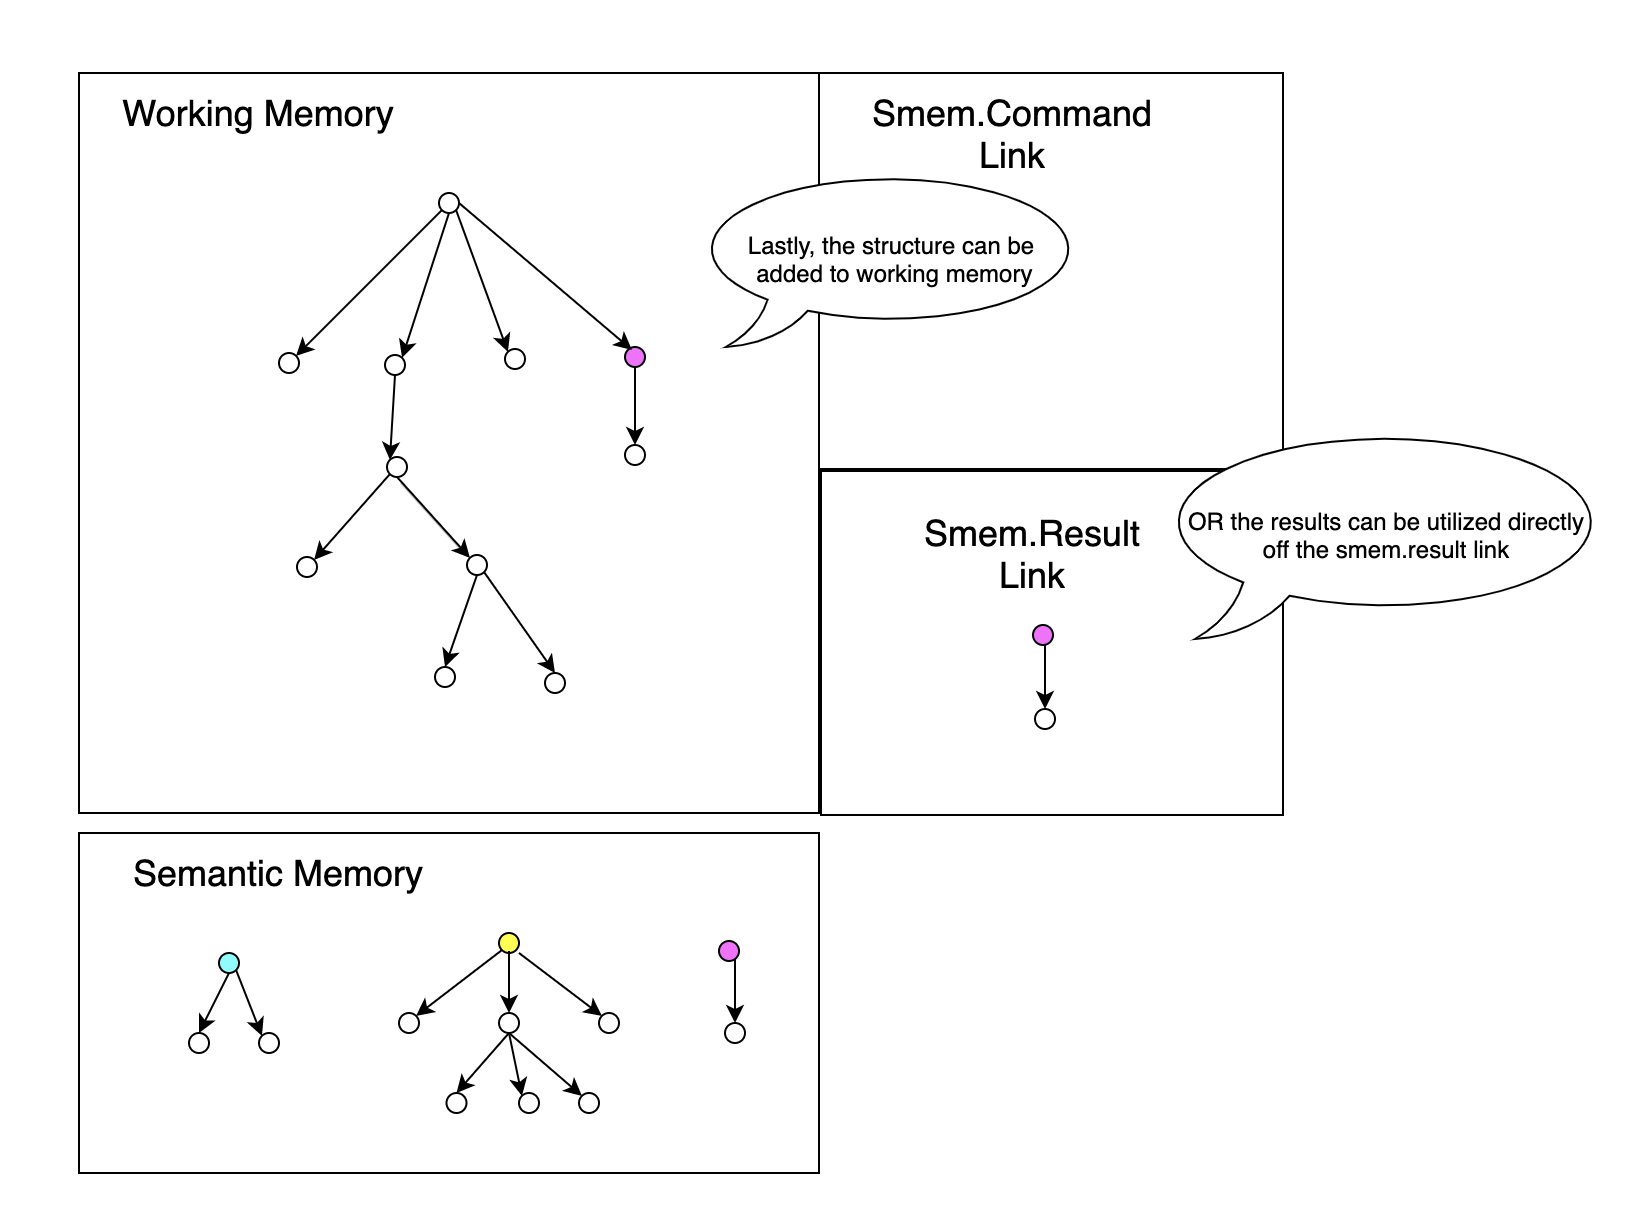 Working Memory
Smem.Command
Link
Lastly, the structure can be
added to working memory
Smem.Result
Link
OR the results can be utilized directly
off the smem.result link
Semantic Memory